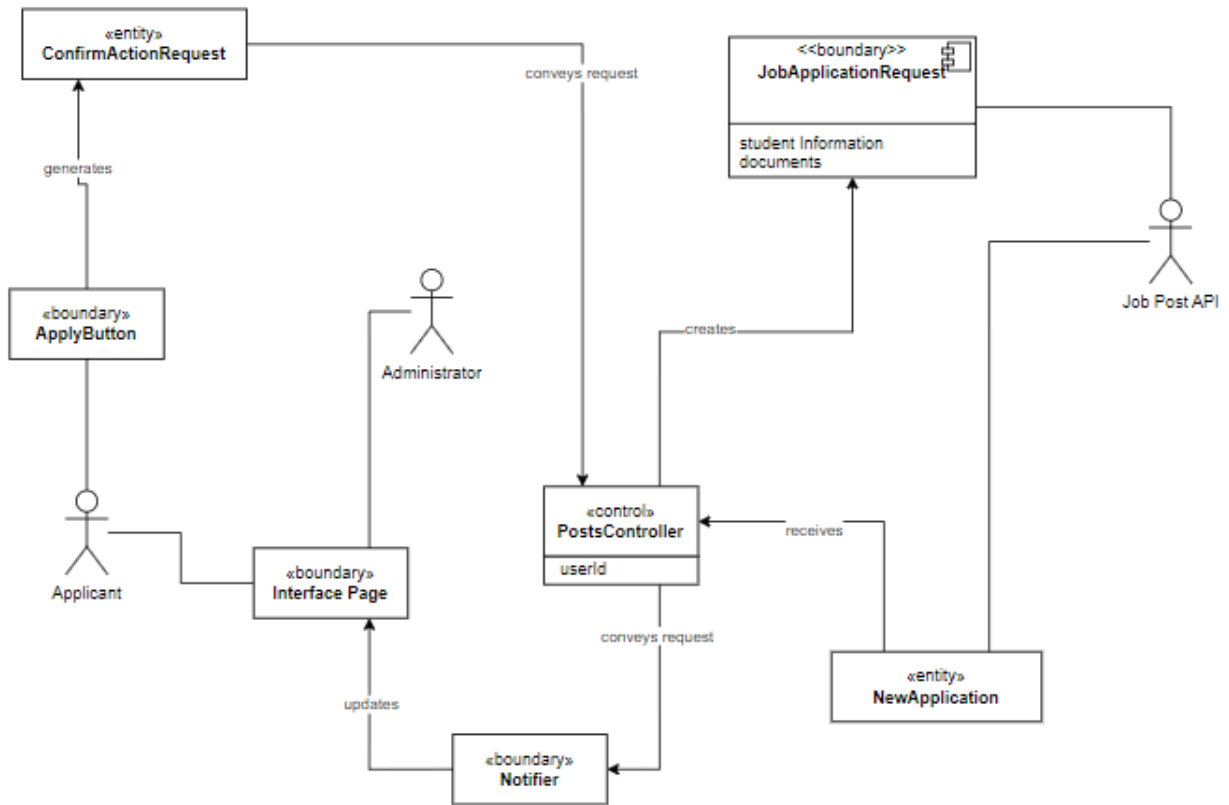 «entity»
ConfirmActionRequest
conveys request
<<boundary>>
JobApplicationRequest
student Information
documents
generates
«boundary»
ApplyButton
Administrator
Job Post API
creates
«control»
PostsController
userId
receives
Applicant
«boundary»
Interface Page
conveys request
«entity»
NewApplication
updates
«boundary»
Notifier